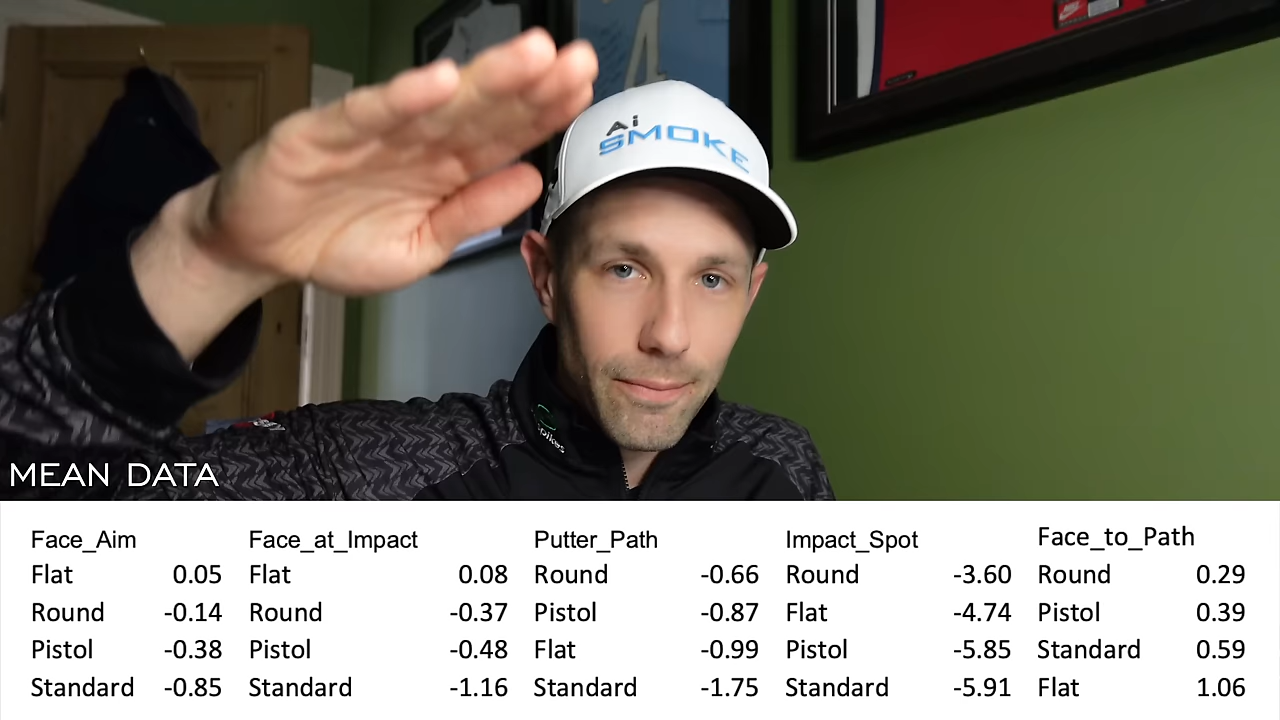 Ai
SMOKE
MEAN DATA
Face_Aim Face_at_Impact Putter_Path Impact_Spot Face_to_Path
Flat 0.05 Flat 0.08 Round -0.66 Round -3.60 Round 0.29
Round -0.14 Round -0.37 Pistol -0.87 Flat -4.74 Pistol 0.39
Pistol -0.38 Pistol -0.48 Flat -0.99 Pistol -5.85 Standard 0.59
Standard -0.85 Standard -1.16 Standard -1.75 Standard -5.91 Flat 1.06